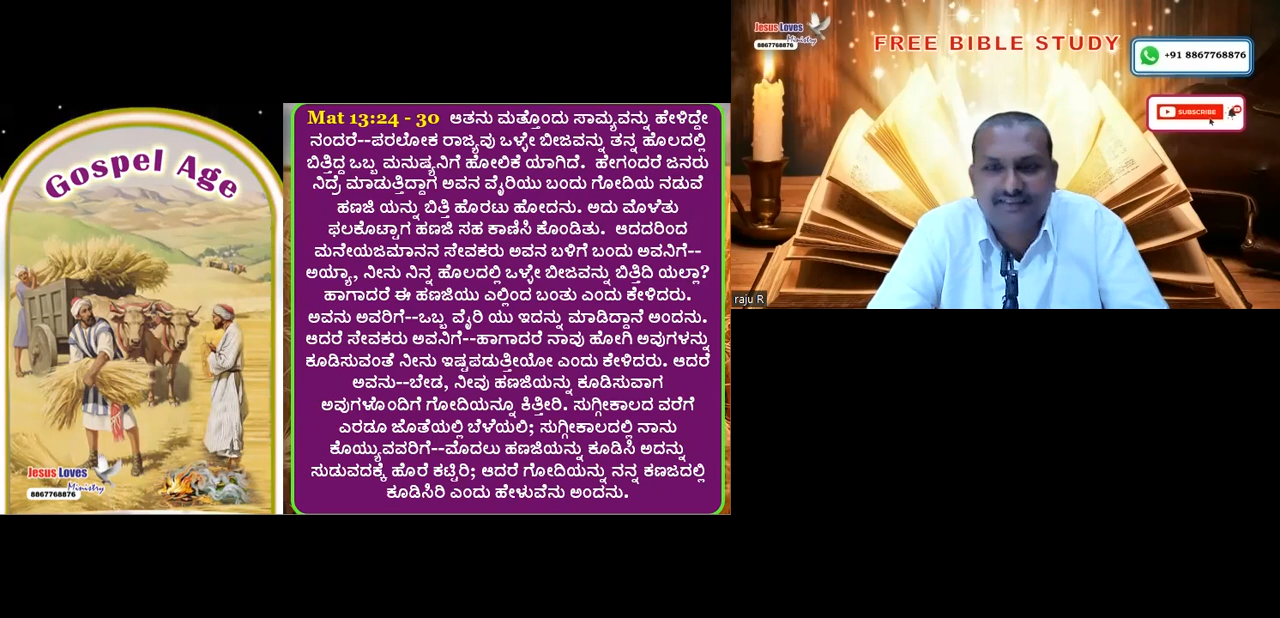 Gospel Age
Jesus Loves
Ministry
8867768876
Mat 13:24 - 30 ಆತನು ಮತ್ತೊಂದು ಸಾಮ್ಯವನ್ನು ಹೇಳಿದ್ದೇ
ನಂದರೆ--ಪರಲೋಕ ರಾಜ್ಯವು ಒಳ್ಳೇ ಬೀಜವನ್ನು ತನ್ನ ಹೊಲದಲ್ಲಿ
ಬಿತ್ತಿದ್ದ ಒಬ್ಬ ಮನುಷ್ಯನಿಗೆ ಹೋಲಿಕೆ ಯಾಗಿದೆ. ಹೇಗಂದರೆ ಜನರು
ನಿದ್ರೆ ಮಾಡುತ್ತಿದ್ದಾಗ ಅವನ ವೈರಿಯು ಬಂದು ಗೋದಿಯ ನಡುವೆ
ಹಣಜಿ ಯನ್ನು ಬಿತ್ತಿ ಹೊರಟು ಹೋದನು. ಅದು ಮೊಳೆತು
ಫಲಕೊಟ್ಟಾಗ ಹಣಜಿ ಸಹ ಕಾಣಿಸಿ ಕೊಂಡಿತು. ಆದದರಿಂದ
ಮನೇಯಜಮಾನನ ಸೇವಕರು ಅವನ ಬಳಿಗೆ ಬಂದು ಅವನಿಗೆ--
ಅಯ್ಯಾ, ನೀನು ನಿನ್ನ ಹೊಲದಲ್ಲಿ ಒಳ್ಳೇ ಬೀಜವನ್ನು ಬಿತ್ತಿದಿ ಯಲ್ಲಾ?
ಹಾಗಾದರೆ ಈ ಹಣಜಿಯು ಎಲ್ಲಿಂದ ಬಂತು ಎಂದು ಕೇಳಿದರು.
ಅವನು ಅವರಿಗೆ--ಒಬ್ಬ ವೈರಿ ಯು ಇದನ್ನು ಮಾಡಿದ್ದಾನೆ ಅಂದನು.
ಆದರೆ ಸೇವಕರು ಅವನಿಗೆ--ಹಾಗಾದರೆ ನಾವು ಹೋಗಿ ಅವುಗಳನ್ನು
ಕೂಡಿಸುವಂತೆ ನೀನು ಇಷ್ಟಪಡುತ್ತೀಯೋ ಎಂದು ಕೇಳಿದರು. ಆದರೆ
ಅವನು--ಬೇಡ, ನೀವು ಹಣಜಿಯನ್ನು ಕೂಡಿಸುವಾಗ
ಅವುಗಳೊಂದಿಗೆ ಗೋದಿಯನ್ನೂ ಕಿತ್ತೀರಿ. ಸುಗ್ಗೀಕಾಲದ ವರೆಗೆ
ಎರಡೂ ಜೊತೆಯಲ್ಲಿ ಬೆಳೆಯಲಿ; ಸುಗ್ಗೀಕಾಲದಲ್ಲಿ ನಾನು
ಕೊಯ್ಯುವವರಿಗೆ--ಮೊದಲು ಹಣಜಿಯನ್ನು ಕೂಡಿಸಿ ಅದನ್ನು
ಸುಡುವದಕ್ಕೆ ಹೊರೆ ಕಟ್ಟಿರಿ; ಆದರೆ ಗೋದಿಯನ್ನು ನನ್ನ ಕಣಜದಲ್ಲಿ
ಕೂಡಿಸಿರಿ ಎಂದು ಹೇಳುವೆನು ಅಂದನು.
Jesus Loves
Ministry
8867768876
FREE BIBLE STUDY
+91 8867768876
SUBSCRIBE
raju R